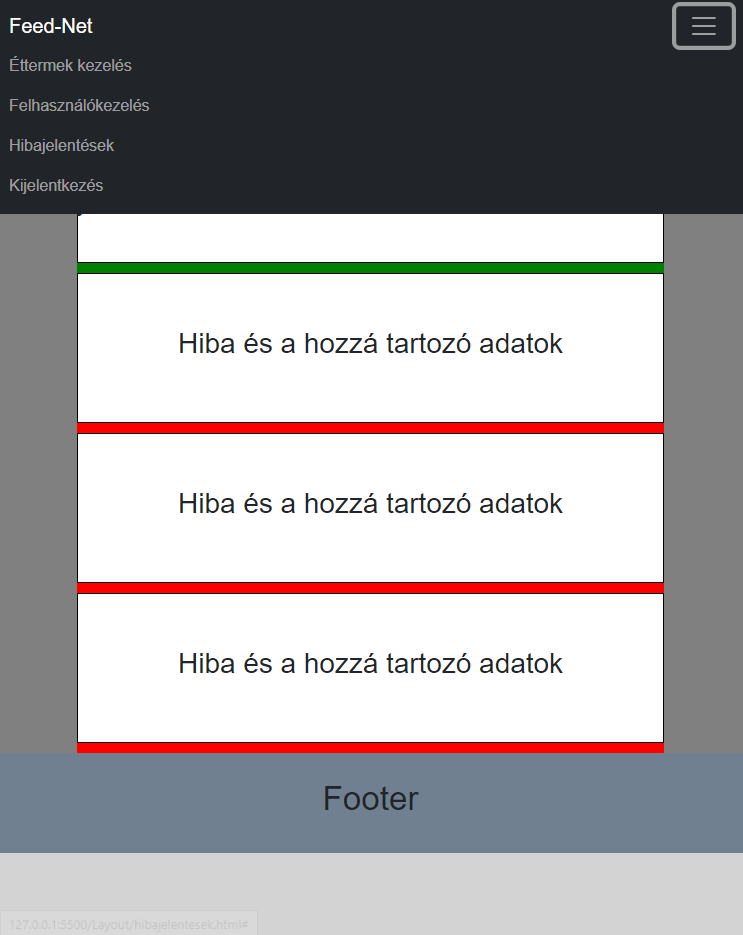 Feed-Net
Éttermek kezelés
Felhasználókezelés
Hibajelentések
Kijelentkezés
Hiba és a hozzá tartozó adatok
Hiba és a hozzá tartozó adatok
Hiba és a hozzá tartozó adatok
Footer
127.0.0.1:5500/Layout/hibajelentesek.html#